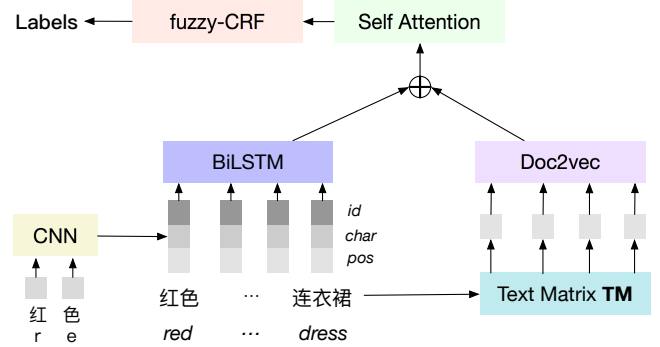 Labels
fuzzy-CRF
Self Attention
BiLSTM
Doc2vec
id
char
pos
CNN
红 色
r e
红色 ... 连衣裙
red ... dress
Text Matrix TM